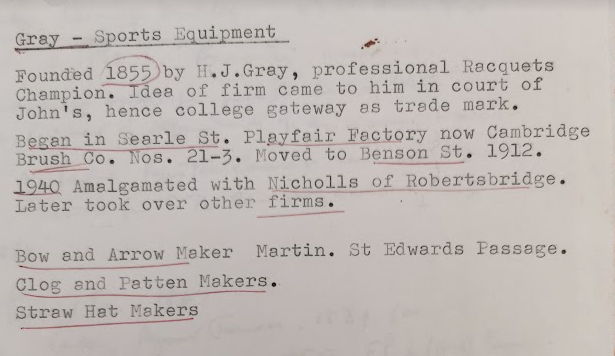 Gray - Sports Equipment
Founded 1855 by H.J.Gray, professional Racquets
Champion. Idea of firm came to him in court of
John's, hence college gateway as trade mark.
Began in Searle St. Playfair Factory now Cambridge
Brush Co. Nos. 21-3. Moved to Benson St. 1912.
1940 Amalgamated with Nicholls of Robertsbridge.
Later took over other firms.
Bow and Arrow Maker Martin. St Edwards Passage.
Clog and Patten Makers.
Straw Hat Makers